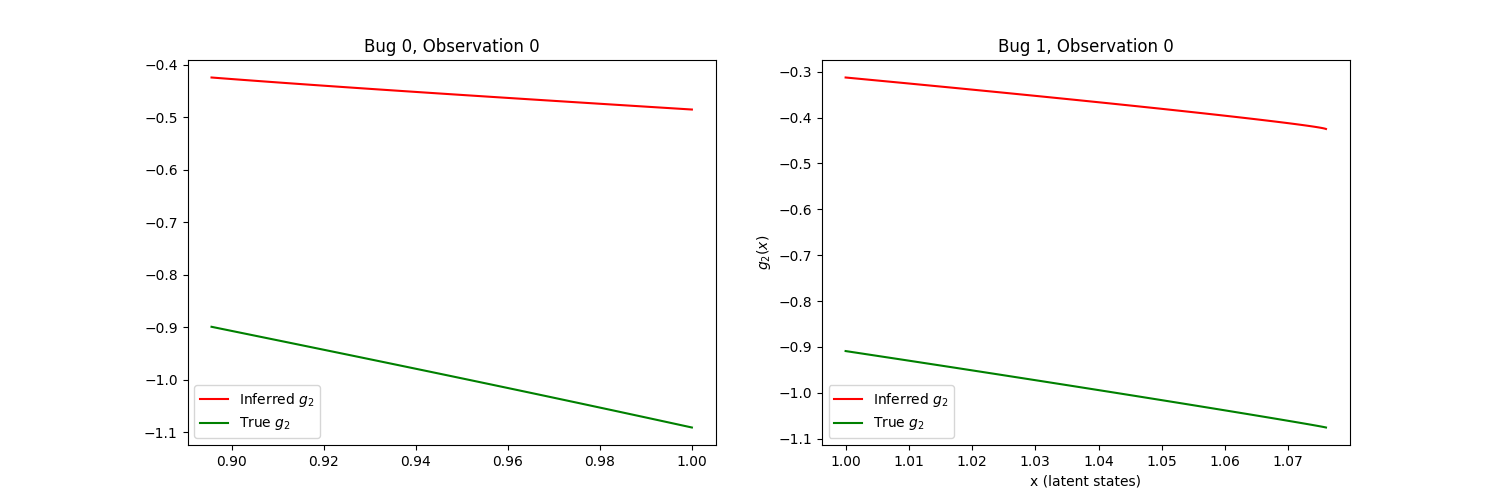 Bug 0, Observation 0
−0.4
−0.5
−0.6
−0.7
−0.8
−0.9
−1.0
−1.1
0.90 0.92 0.94 0.96 0.98 1.00
Inferred g₂
True g₂
Bug 1, Observation 0
g₂(x)
−0.3
−0.4
−0.5
−0.6
−0.7
−0.8
−0.9
−1.0
−1.1
1.00 1.01 1.02 1.03 1.04 1.05 1.06 1.07
x (latent states)
Inferred g₂
True g₂